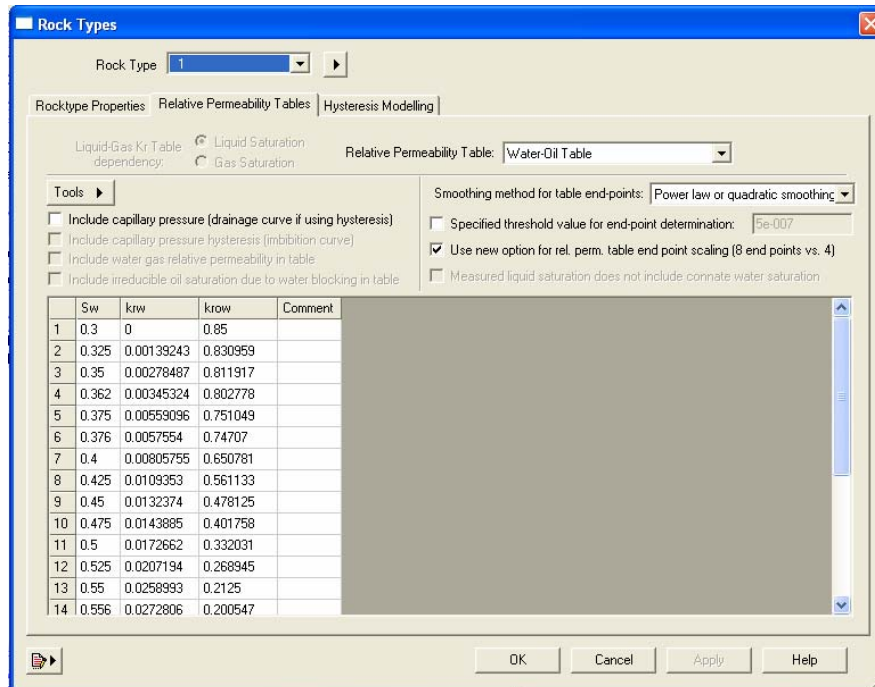 Rock Types
Rock Type 1
Rocktype Properties Relative Permeability Tables Hysteresis Modelling
Liquid-Gas Kr Table dependency:
Liquid Saturation
Gas Saturation
Relative Permeability Table: Water-Oil Table
Tools
Smoothing method for table end-points: Power law or quadratic smoothing
Include capillary pressure (drainage curve if using hysteresis)
Specified threshold value for end-point determination: 5e-007
Include capillary pressure hysteresis (imbibition curve)
Use new option for rel. perm. table end point scaling (8 end points vs. 4)
Include water gas relative permeability in table
Include irreducible oil saturation due to water blocking in table
Measured liquid saturation does not include connate water saturation
Sw krw krow Comment
1 0.3 0 0.85
2 0.325 0.00139243 0.830959
3 0.35 0.00278487 0.811917
4 0.362 0.00345324 0.802778
5 0.375 0.00559096 0.751049
6 0.376 0.0057554 0.74707
7 0.4 0.00805755 0.650781
8 0.425 0.0109353 0.561133
9 0.45 0.0132374 0.478125
10 0.475 0.0143885 0.401758
11 0.5 0.0172662 0.332031
12 0.525 0.0207194 0.268945
13 0.55 0.0258993 0.2125
14 0.556 0.0272806 0.200547
OK Cancel Apply Help